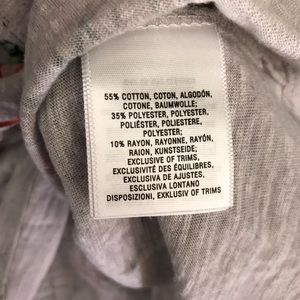 55% COTTON, COTON, ALGODÓN,
COTONE, BAUMWOLLE;
35% POLYESTER, POLYESTER,
POLIÉSTER, POLIESTERE,
POLYESTER;
10% RAYON, RAYONNE, RAYÓN,
RAION, KUNSTSEIDE;
EXCLUSIVE OF TRIMS,
EXCLUSIVITÉ DES ÉQUILIBRES,
EXCLUSIVA DE AJUSTES,
ESCLUSIVA LONTANO
DISPOSIZIONI, EXKLUSIV OF TRIMS